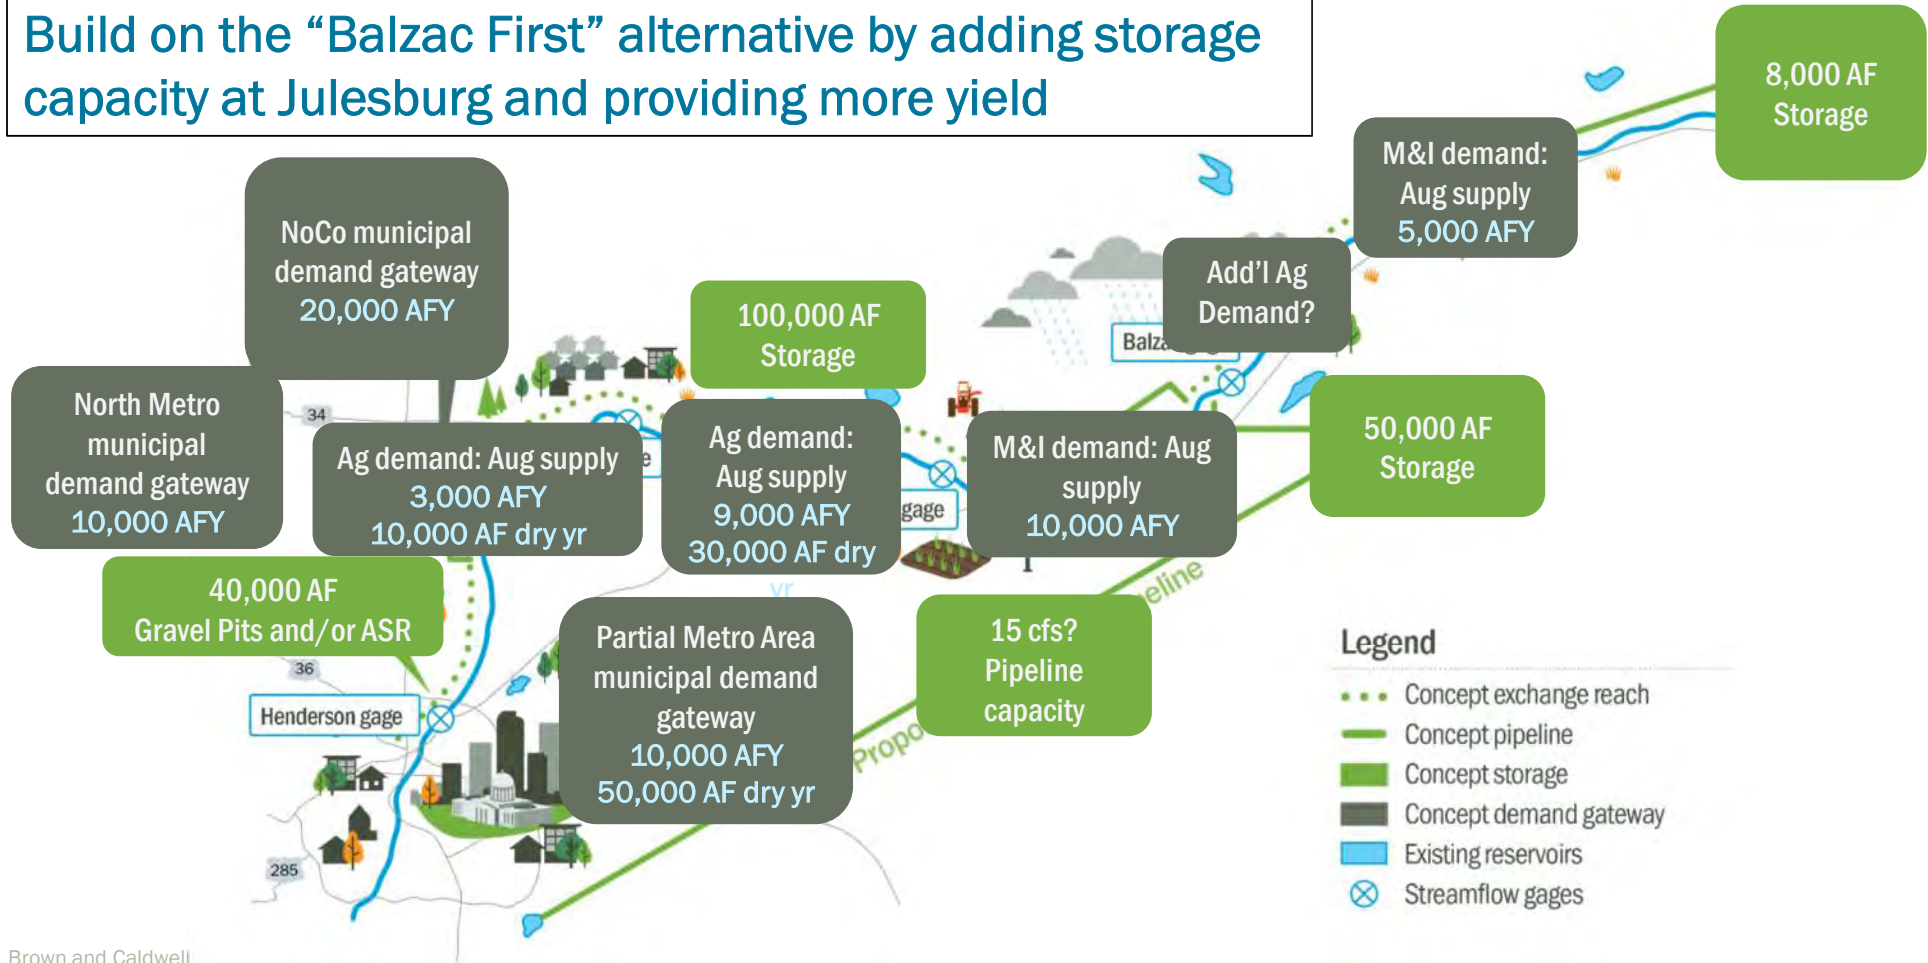 Build on the “Balzac First” alternative by adding storage
capacity at Julesburg and providing more yield
8,000 AF
Storage
M&I demand:
Aug supply
5,000 AFY
NoCo municipal
demand gateway
20,000 AFY
Add’l Ag
Demand?
100,000 AF
Storage
North Metro
municipal
demand gateway
10,000 AFY
34
Ag demand: Aug supply
3,000 AFY
10,000 AF dry yr
Ag demand:
Aug supply
9,000 AFY
30,000 AF dry
yr
gage
M&I demand: Aug
supply
10,000 AFY
50,000 AF
Storage
40,000 AF
Gravel Pits and/or ASR
36
Henderson gage
Partial Metro Area
municipal demand
gateway
10,000 AFY
50,000 AF dry yr
15 cfs?
Pipeline
capacity
285
Legend
Concept exchange reach
Concept pipeline
Concept storage
Concept demand gateway
Existing reservoirs
Streamflow gages
Brown and Caldwell